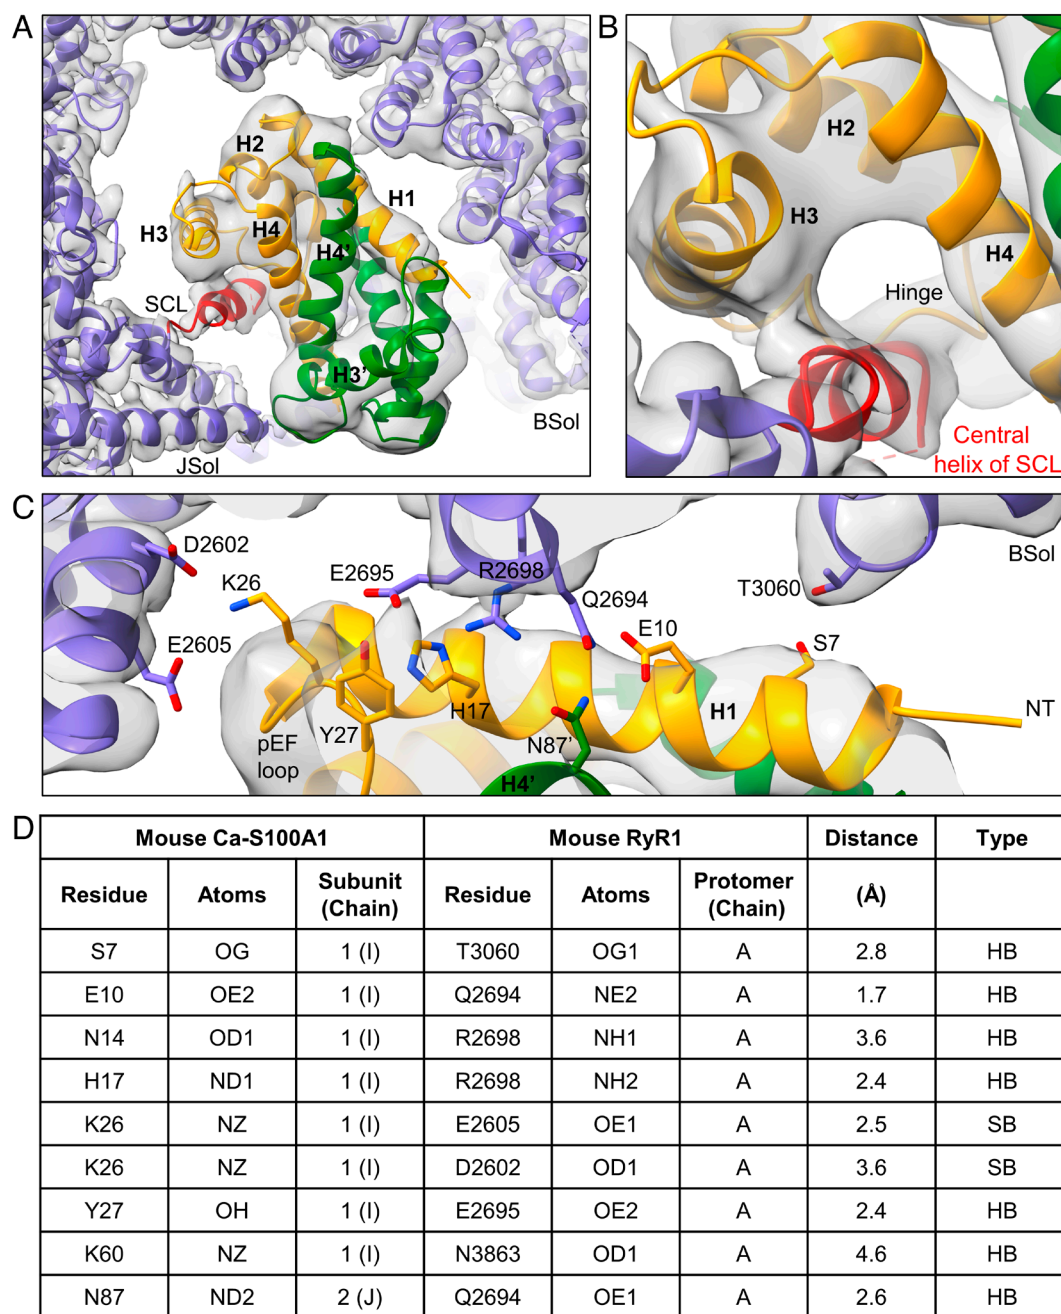 A
H2
H1
H3
H4
H4'
SCL
H3'
BSol
JSol
B
H2
H3
H4
Hinge
Central
helix of SCL
C
D2602
BSol
K26
E2695
R2698
T3060
Q2694
E2605
E10
S7
H17
H1
NT
pEF
loop
Y27
N87'
H4'
D
Mouse Ca-S100A1 Mouse RyR1 Distance Type
Residue Atoms Subunit (Chain) Residue Atoms Protomer (Chain) (Å)
S7 OG 1 (I) T3060 OG1 A 2.8 HB
E10 OE2 1 (I) Q2694 NE2 A 1.7 HB
N14 OD1 1 (I) R2698 NH1 A 3.6 HB
H17 ND1 1 (I) R2698 NH2 A 2.4 HB
K26 NZ 1 (I) E2605 OE1 A 2.5 SB
K26 NZ 1 (I) D2602 OD1 A 3.6 SB
Y27 OH 1 (I) E2695 OE2 A 2.4 HB
K60 NZ 1 (I) N3863 OD1 A 4.6 HB
N87 ND2 2 (J) Q2694 OE1 A 2.6 HB